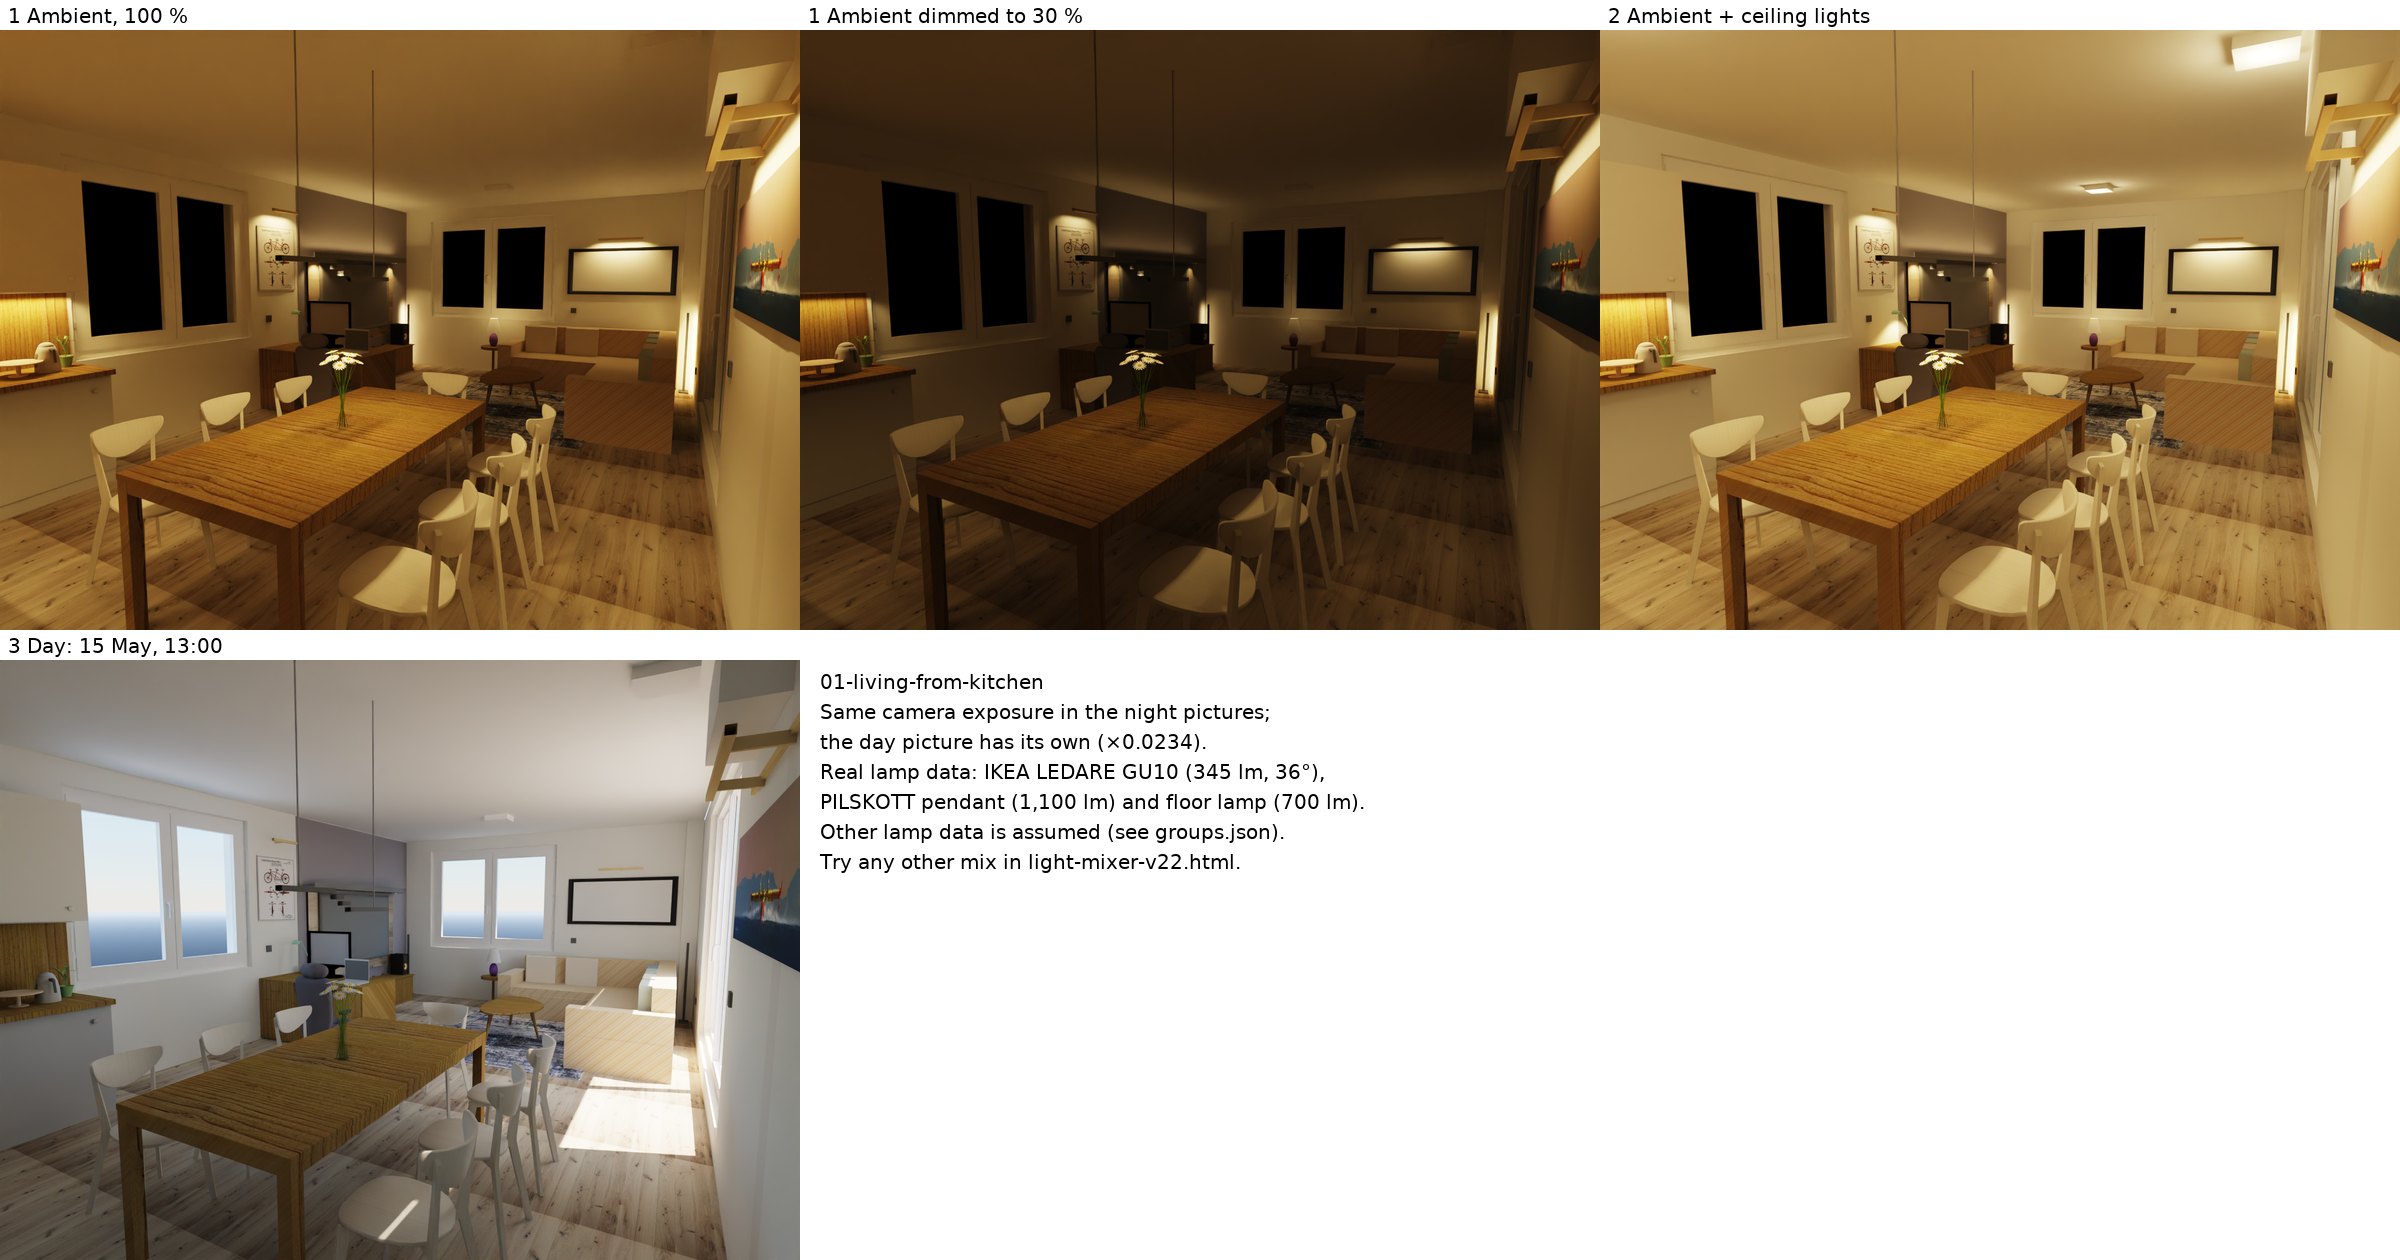 1 Ambient, 100 %
1 Ambient dimmed to 30 %
2 Ambient + ceiling lights
3 Day: 15 May, 13:00
01-living-from-kitchen
Same camera exposure in the night pictures;
the day picture has its own (×0.0234).
Real lamp data: IKEA LEDARE GU10 (345 lm, 36°),
PILSKOTT pendant (1,100 lm) and floor lamp (700 lm).
Other lamp data is assumed (see groups.json).
Try any other mix in light-mixer-v22.html.